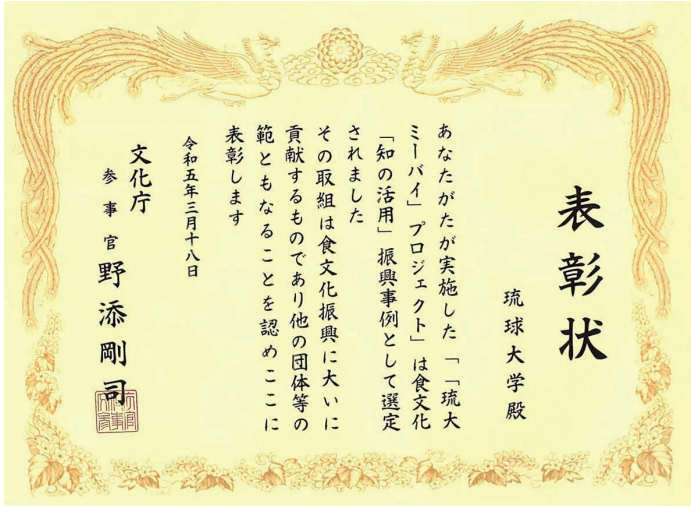 表彰状
琉球大学殿
あなたがたが実施した「「琉大
ミーバイ」プロジェクト」は食文化
「知の活用」振興事例として選定
されました
その取組は食文化振興に大いに
貢献するものであり他の団体等の
範ともなることを認めここに
表彰します
令和五年三月十八日
文化庁
参事官 野添剛司